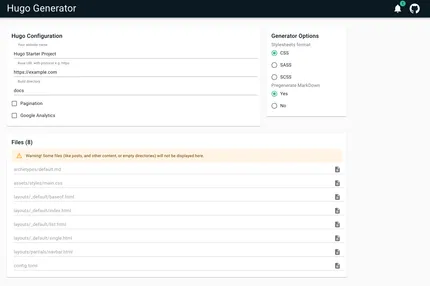 Hugo Generator
Hugo Configuration
Your website name
Hugo Starter Project
Base URL with protocol e.g. https
https://example.com
Build directory
docs
Pagination
Google Analytics
Generator Options
Stylesheets format
CSS
SASS
SCSS
Pregenerate MarkDown
Yes
No
Files (8)
Warning! Some files (like posts, and other content, or empty directories) will not be displayed here.
archetypes/default.md
assets/styles/main.css
layouts/_default/baseof.html
layouts/_default/index.html
layouts/_default/list.html
layouts/_default/single.html
layouts/partials/navbar.html
config.toml